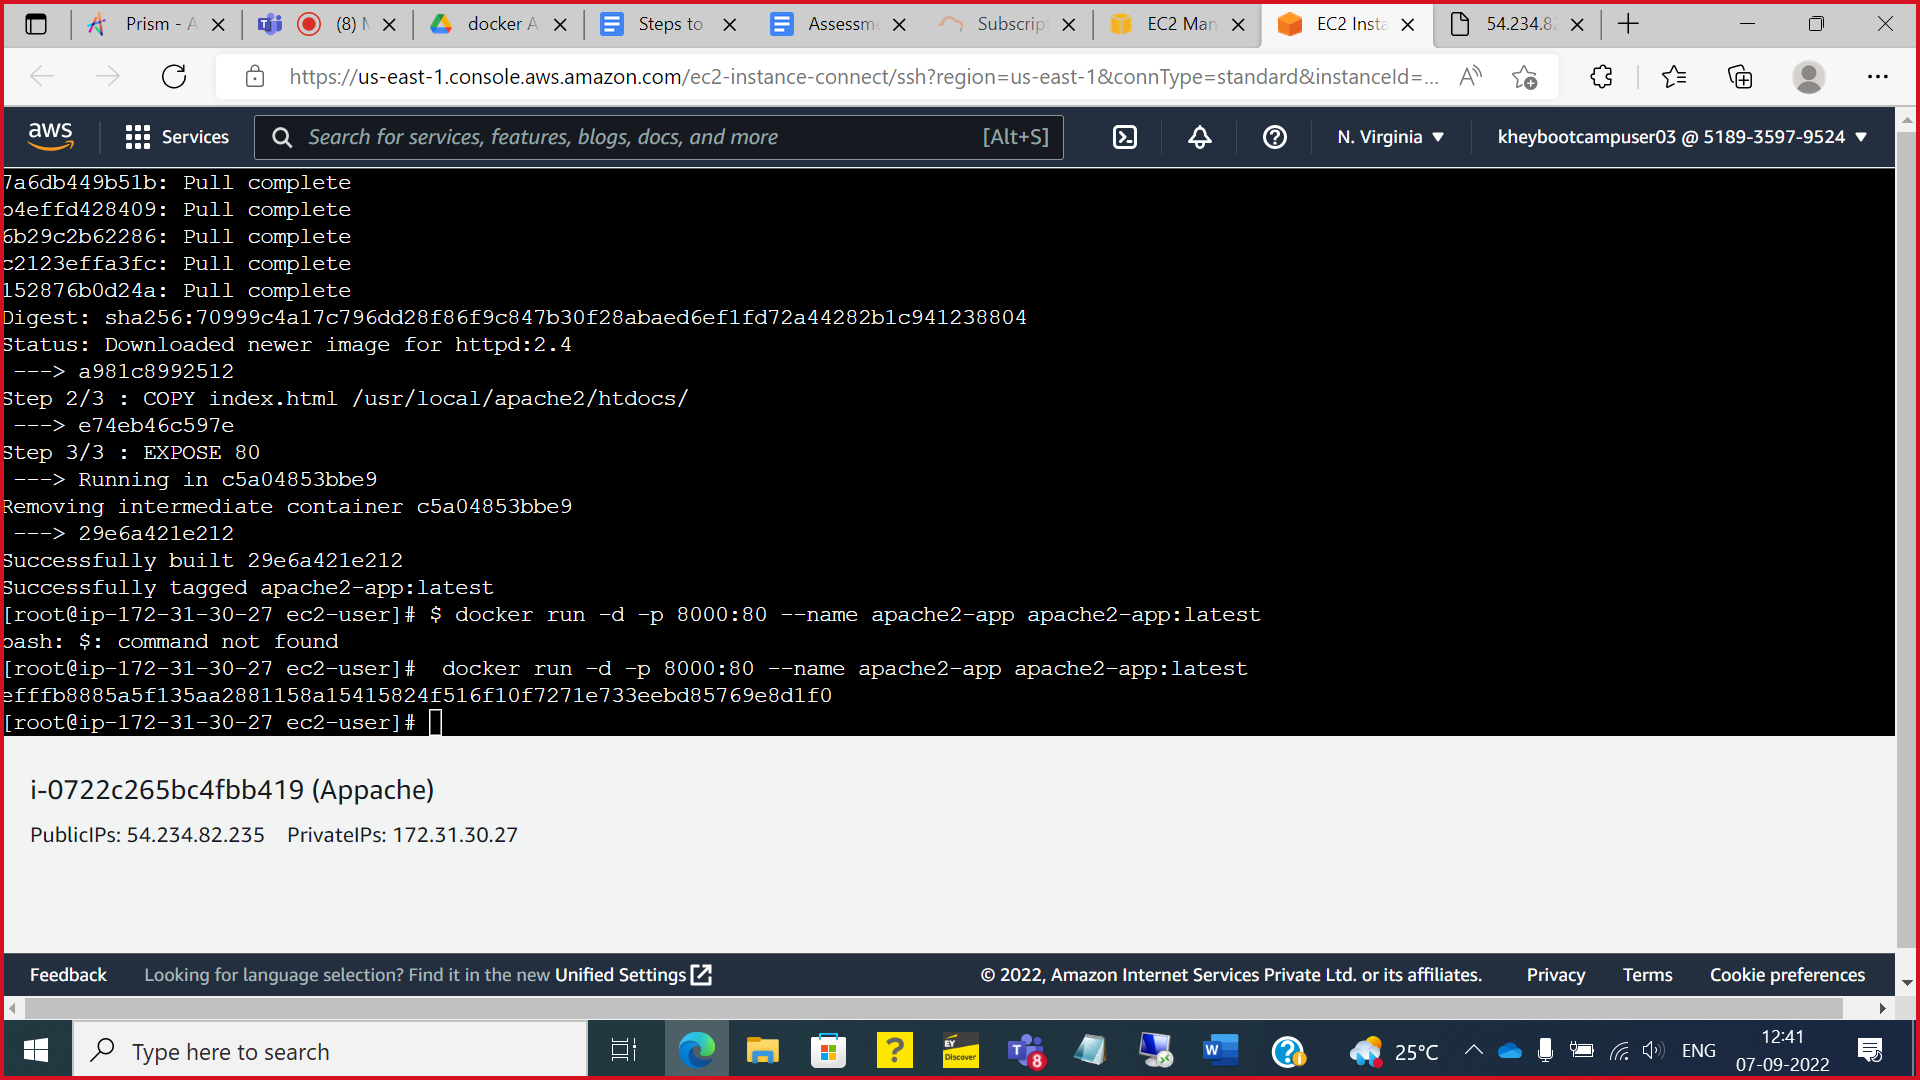 Prism - A
(8) M
docker A
Steps to
Assessm
Subscrip
EC2 Man
EC2 Insta
54.234.82
https://us-east-1.console.aws.amazon.com/ec2-instance-connect/ssh?region=us-east-1&connType=standard&instanceId=...
aws
Services
Search for services, features, blogs, docs, and more
[Alt+S]
N. Virginia
kheybootcampuser03 @ 5189-3597-9524
7a6db449b51b: Pull complete
b4effd428409: Pull complete
6b29c2b62286: Pull complete
c2123effa3fc: Pull complete
152876b0d24a: Pull complete
Digest: sha256:70999c4a17c796dd28f86f9c847b30f28abaed6ef1fd72a44282b1c941238804
Status: Downloaded newer image for httpd:2.4
---> a981c8992512
Step 2/3 : COPY index.html /usr/local/apache2/htdocs/
---> e74eb46c597e
Step 3/3 : EXPOSE 80
---> Running in c5a04853bbe9
Removing intermediate container c5a04853bbe9
---> 29e6a421e212
Successfully built 29e6a421e212
Successfully tagged apache2-app:latest
[root@ip-172-31-30-27 ec2-user]# $ docker run -d -p 8000:80 --name apache2-app apache2-app:latest
bash: $: command not found
[root@ip-172-31-30-27 ec2-user]#  docker run -d -p 8000:80 --name apache2-app apache2-app:latest
efffb8885a5f135aa2881158a15415824f516f10f7271e733eebd85769e8d1f0
[root@ip-172-31-30-27 ec2-user]#
i-0722c265bc4fbb419 (Appache)
PublicIPs: 54.234.82.235    PrivateIPs: 172.31.30.27
Feedback
Looking for language selection? Find it in the new Unified Settings
© 2022, Amazon Internet Services Private Ltd. or its affiliates.
Privacy
Terms
Cookie preferences
Type here to search
EY
Discover
8
25°C
ENG
12:41
07-09-2022